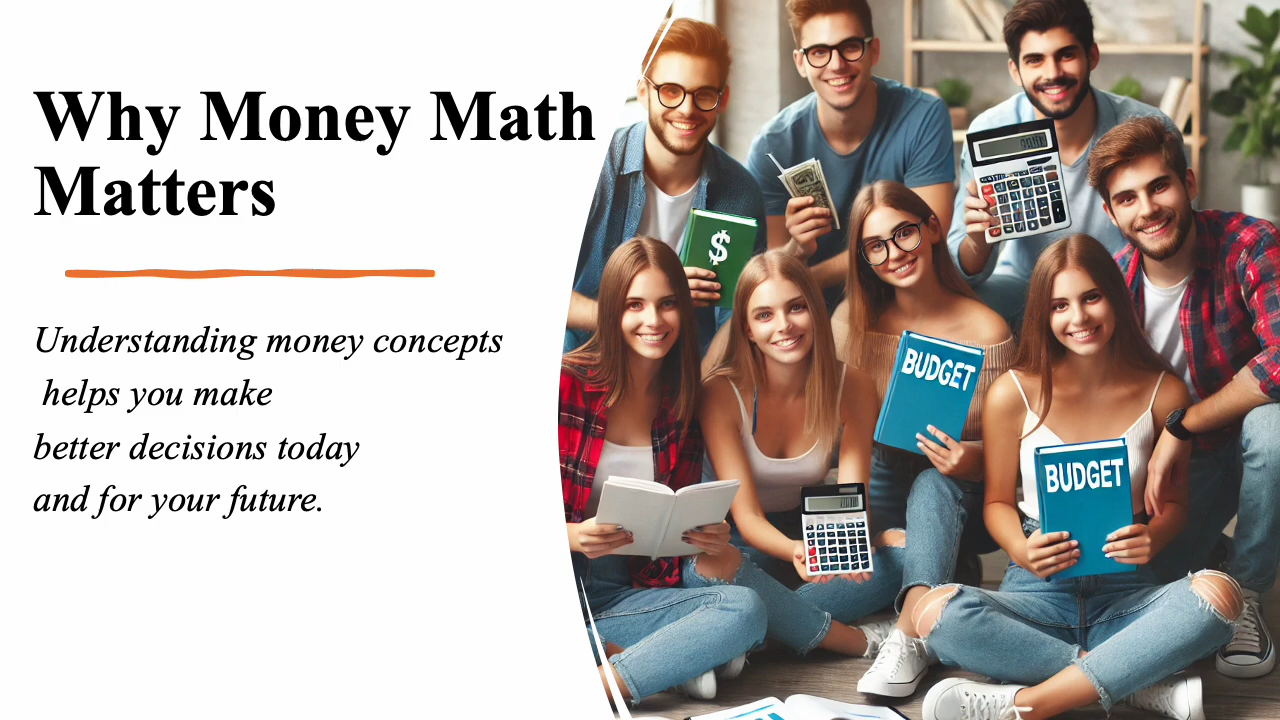 Why Money Math
Matters
Understanding money concepts
helps you make
better decisions today
and for your future.
$
BUDGET
BUDGET